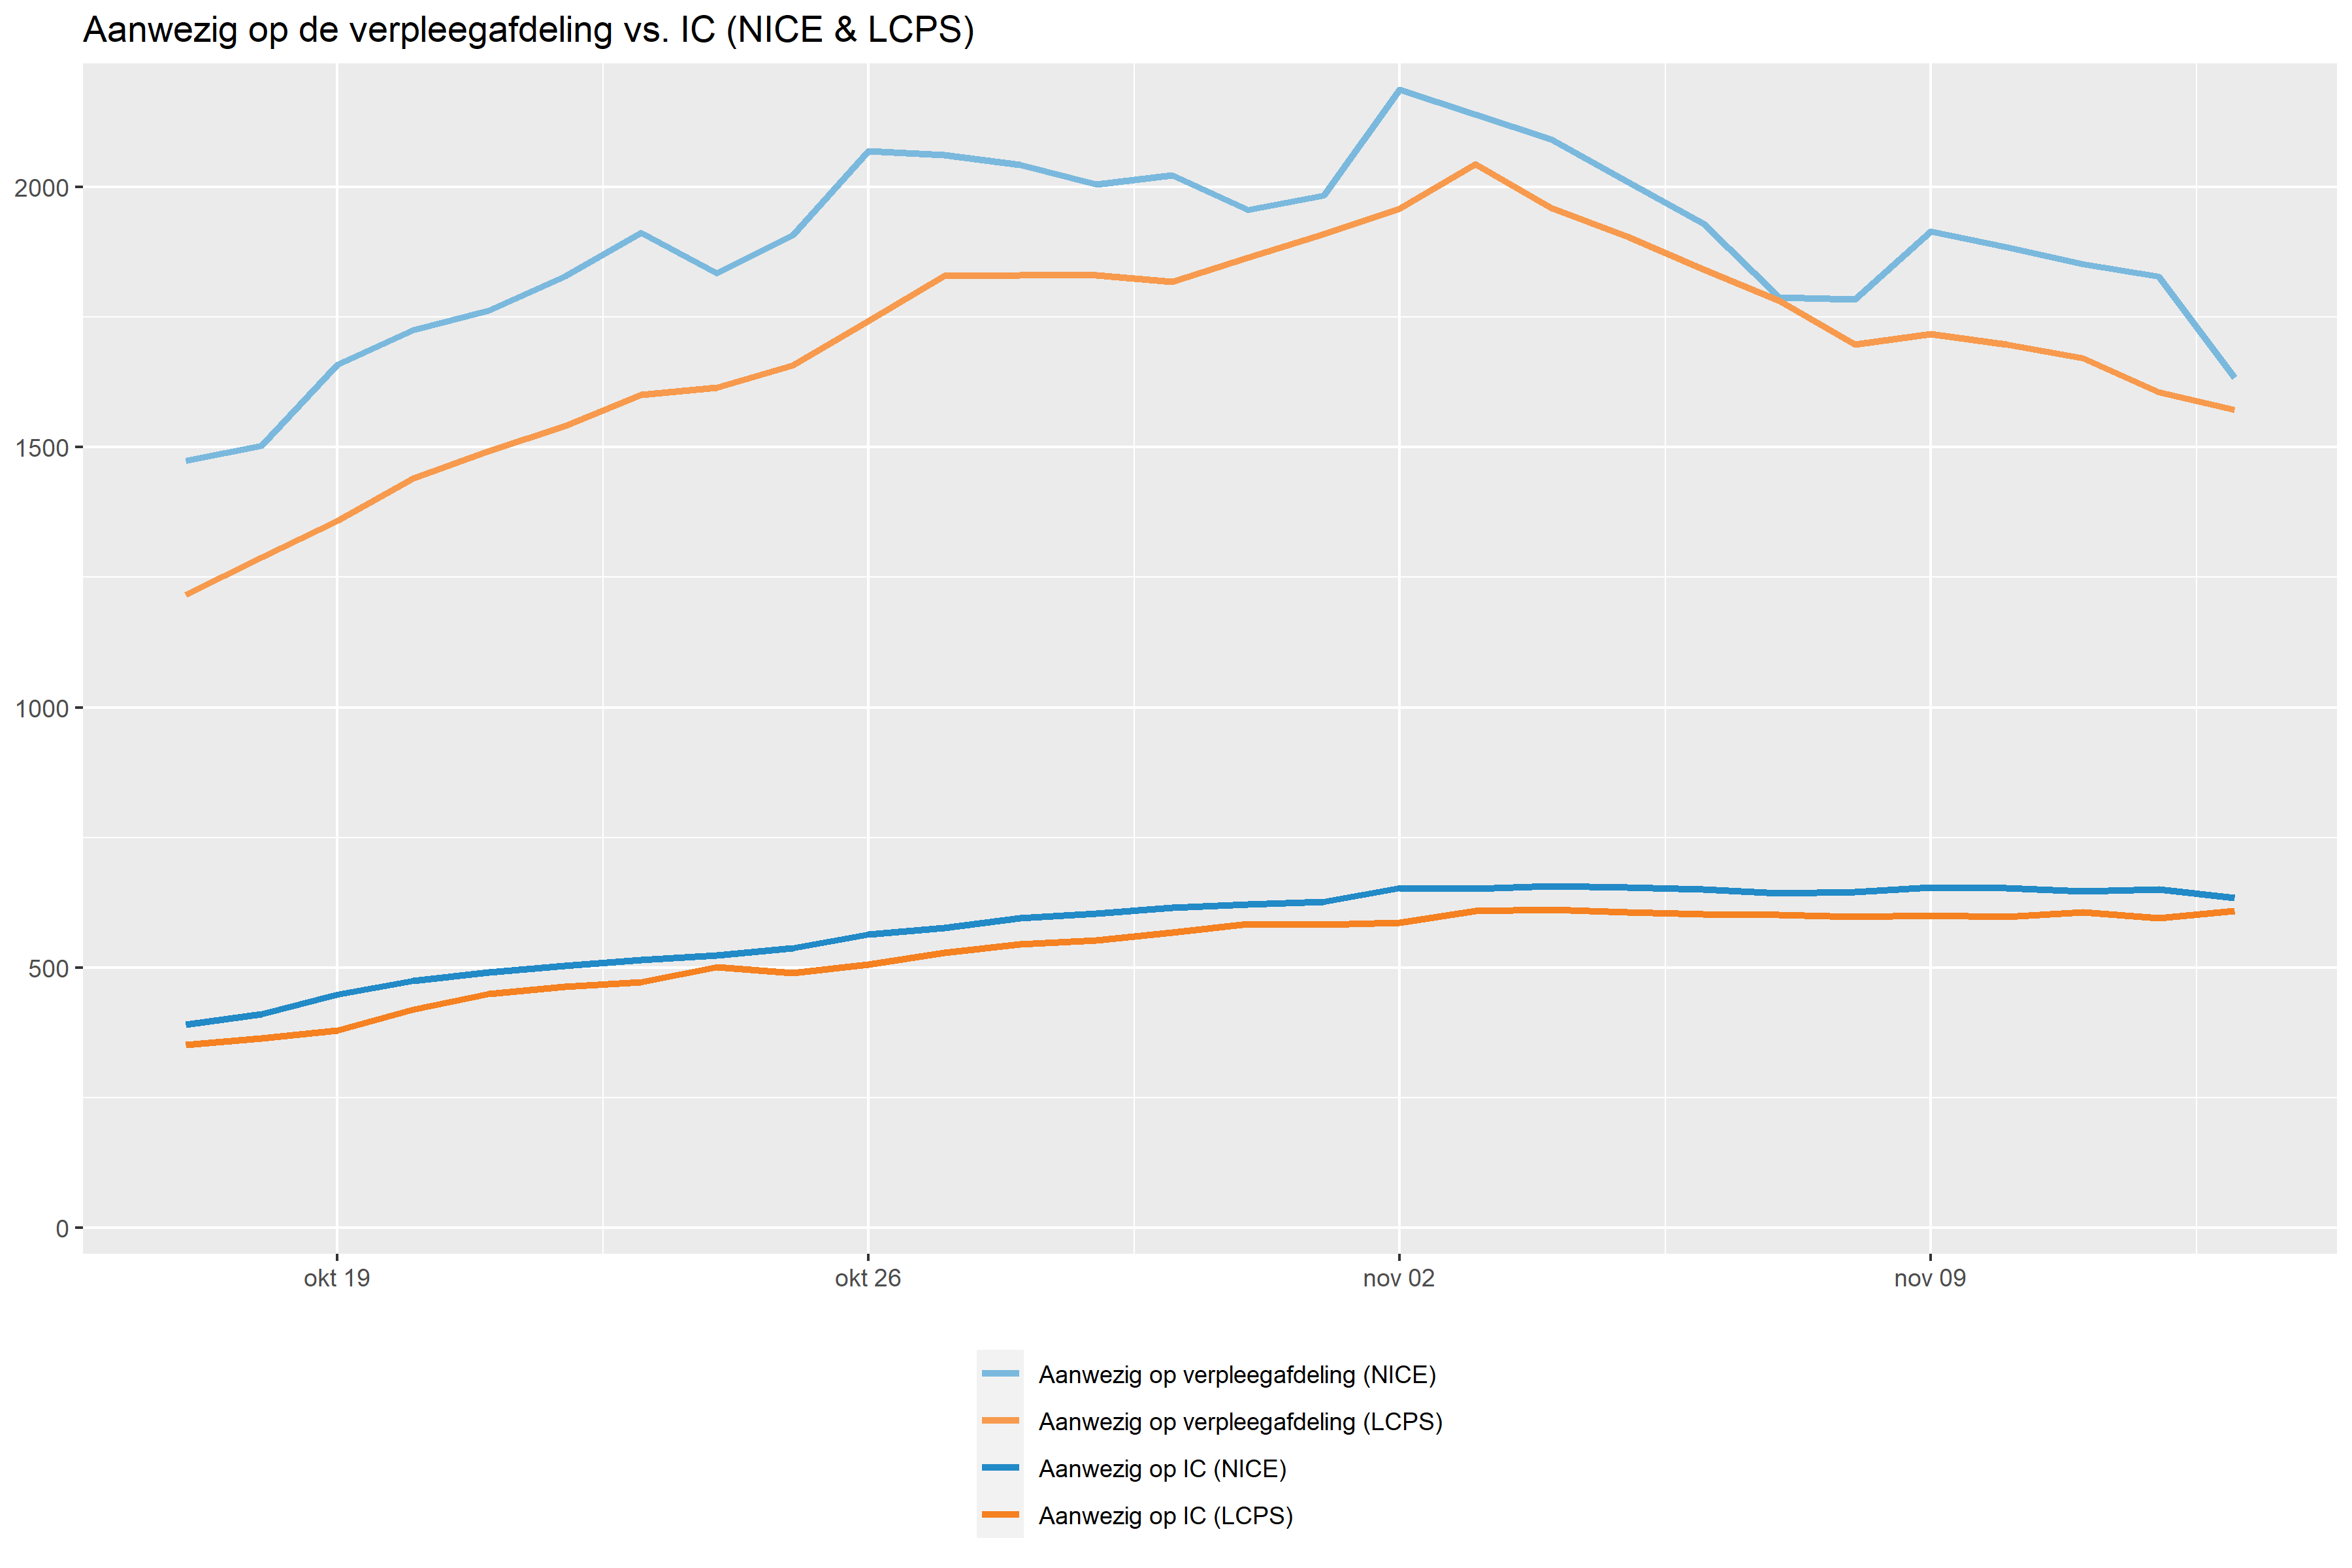 Aanwezig op de verpleegafdeling vs. IC (NICE & LCPS)
2000
1500
1000
500
0
okt 19 okt 26 nov 02 nov 09
Aanwezig op verpleegafdeling (NICE)
Aanwezig op verpleegafdeling (LCPS)
Aanwezig op IC (NICE)
Aanwezig op IC (LCPS)